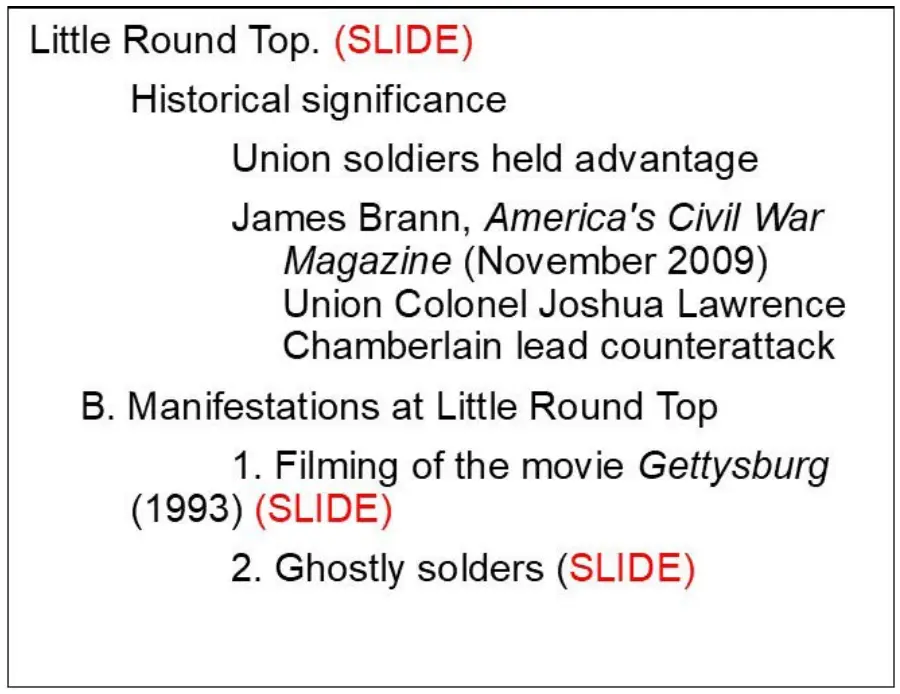 Little Round Top. (SLIDE)
Historical significance
Union soldiers held advantage
James Brann, America's Civil War
Magazine (November 2009)
Union Colonel Joshua Lawrence
Chamberlain lead counterattack
B. Manifestations at Little Round Top
1. Filming of the movie Gettysburg
(1993) (SLIDE)
2. Ghostly solders (SLIDE)